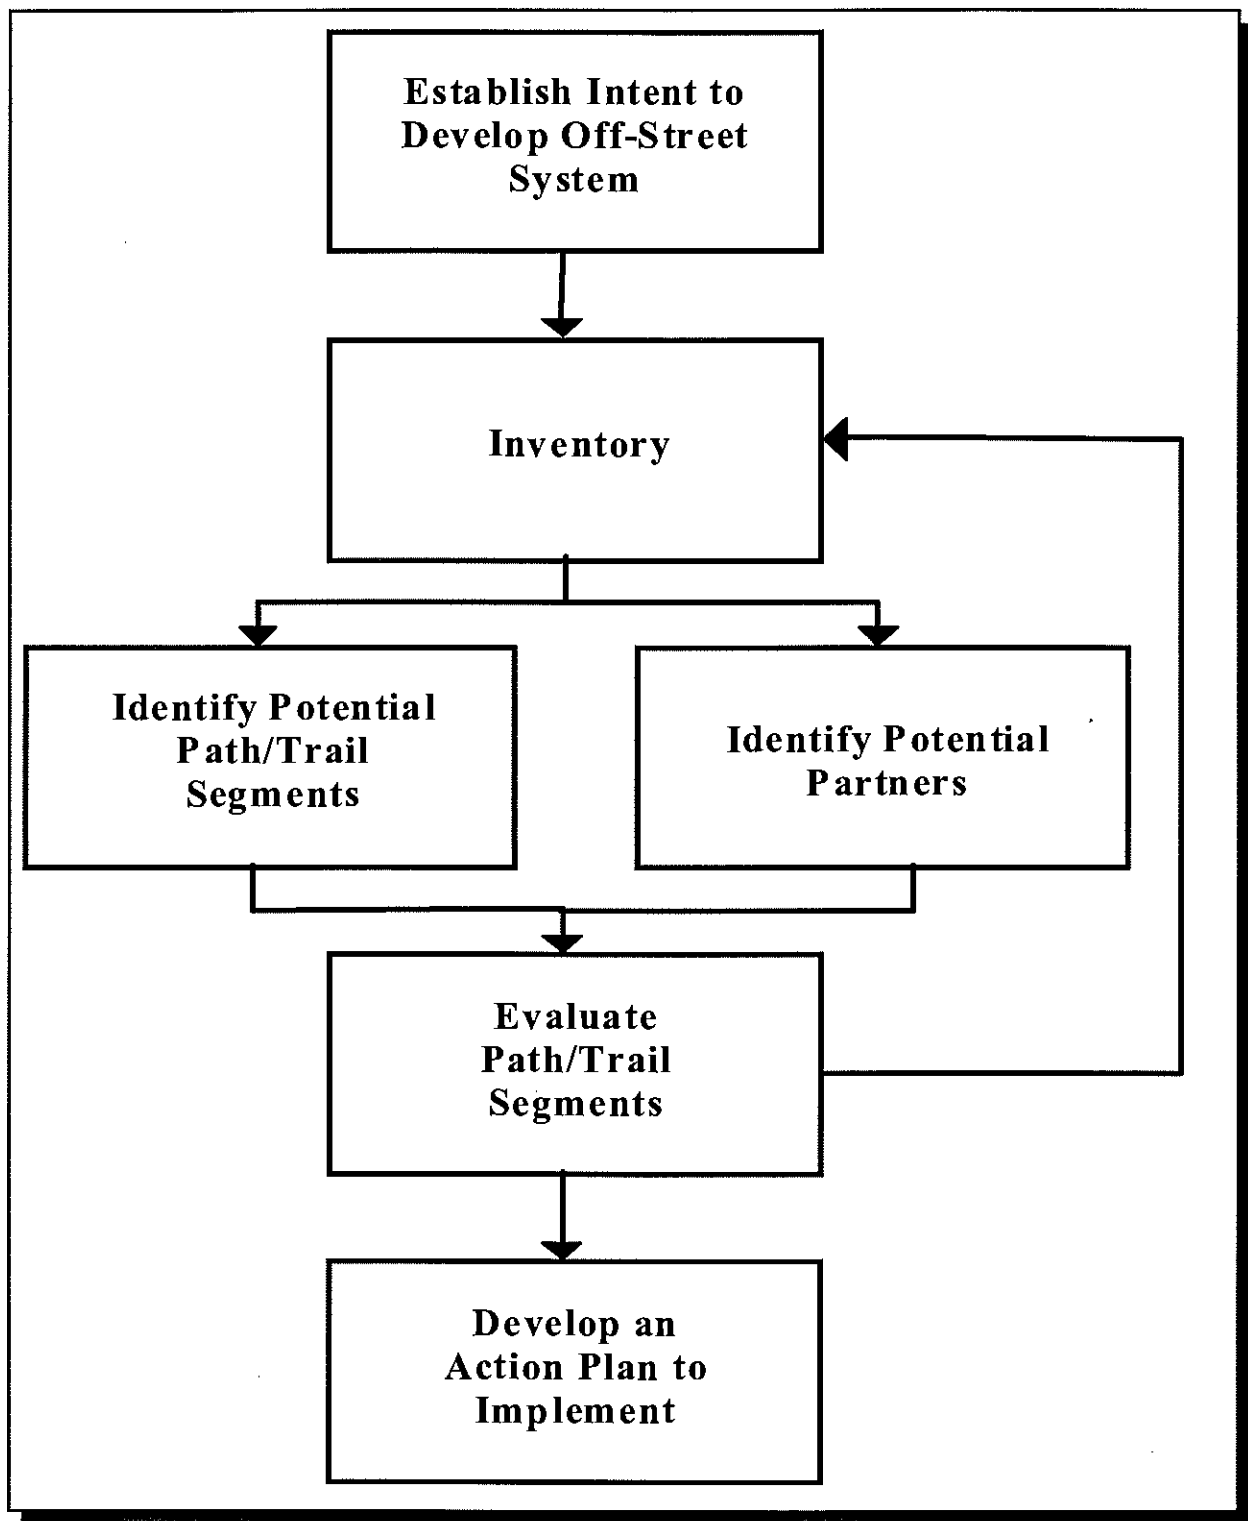 Establish Intent to
Develop Off-Street
System
Inventory
Identify Potential
Path/Trail
Segments
Identify Potential
Partners
Evaluate
Path/Trail
Segments
Develop an
Action Plan to
Implement